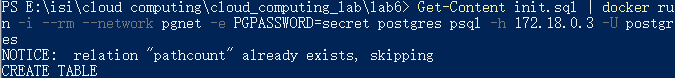 PS E:\isi\cloud computing\cloud_computing_lab\lab6> Get-Content init.sql | docker ru
n -i --rm --network pgnet -e PGPASSWORD=secret postgres psql -h 172.18.0.3 -U postgr
es
NOTICE:  relation "pathcount" already exists, skipping
CREATE TABLE